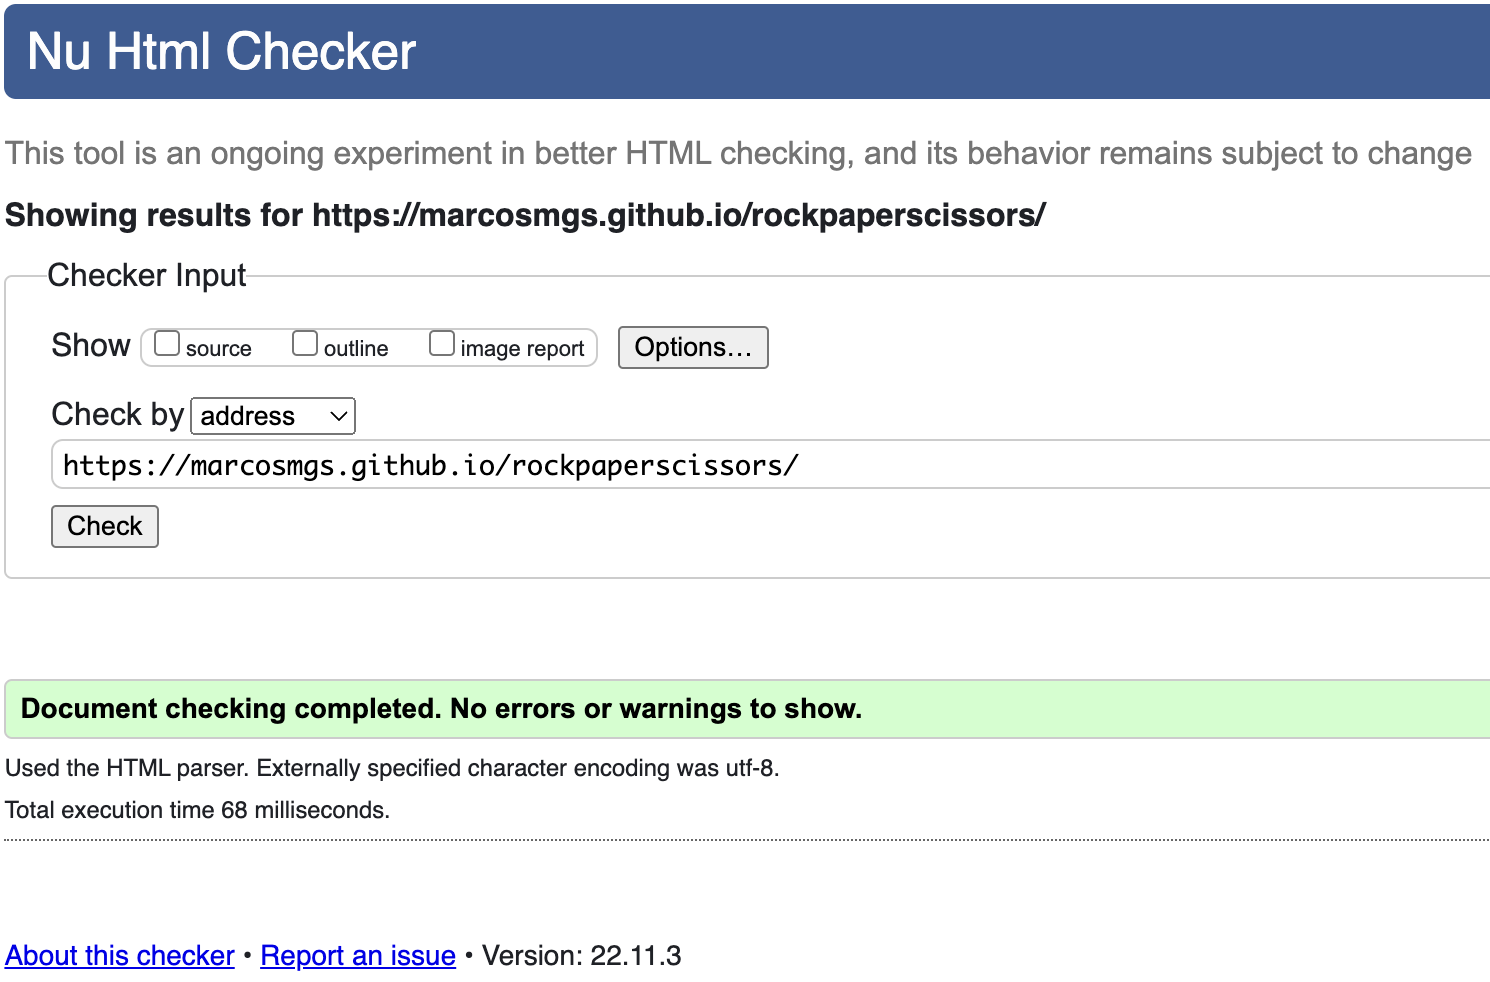 Nu Html Checker
This tool is an ongoing experiment in better HTML checking, and its behavior remains subject to change
Showing results for https://marcosmgs.github.io/rockpaperscissors/
Checker Input
Show source outline image report Options...
Check by address
https://marcosmgs.github.io/rockpaperscissors/
Check
Document checking completed. No errors or warnings to show.
Used the HTML parser. Externally specified character encoding was utf-8.
Total execution time 68 milliseconds.
About this checker • Report an issue • Version: 22.11.3